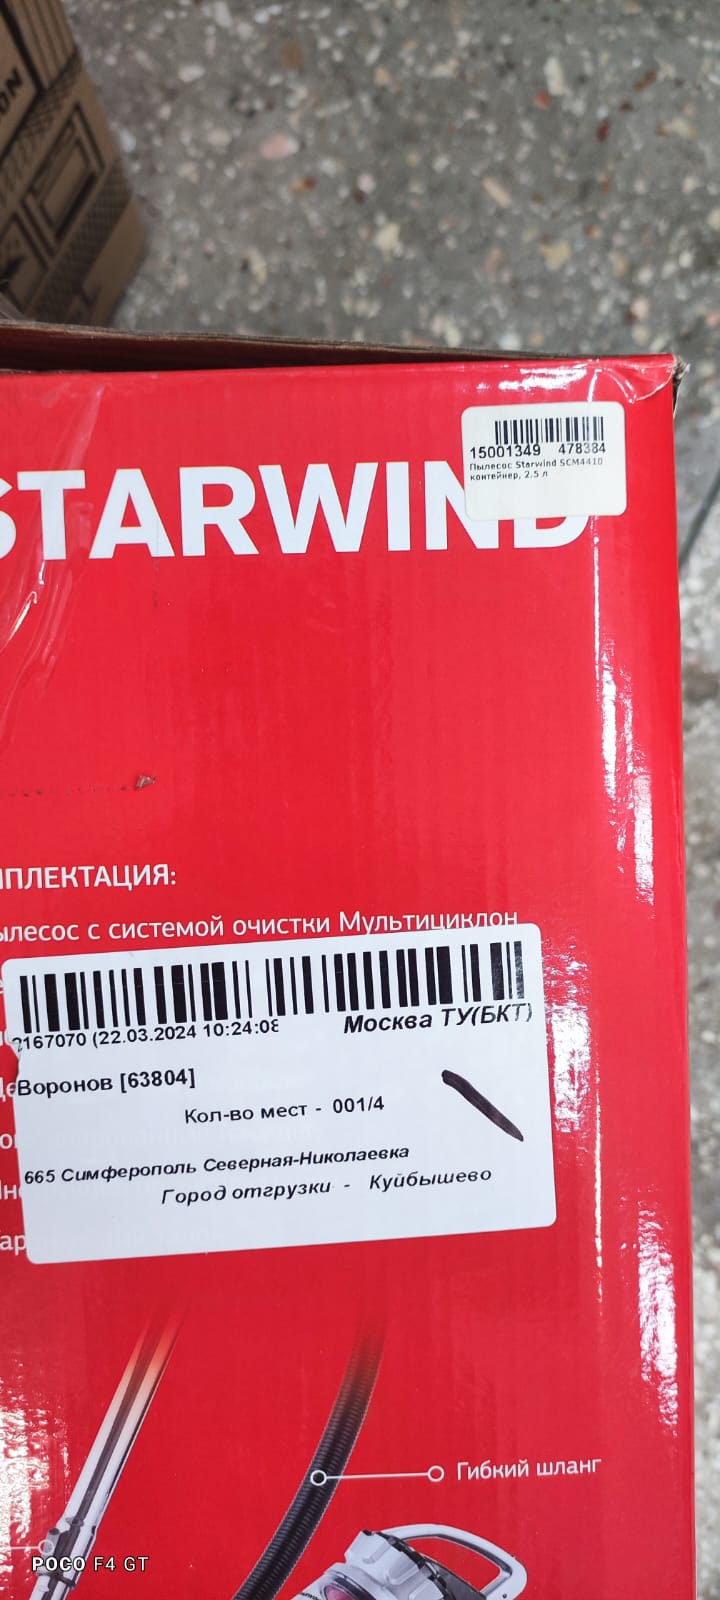 15001349 478384
Пылесос Starwind SCM4410
контейнер, 2.5 л
STARWIND
МПЛЕКТАЦИЯ:
ылесос с системой очистки Мультициклон
2167070 (22.03.2024 10:24:08
Москва ТУ(БКТ)
Воронов [63804]
Кол-во мест - 001/4
665 Симферополь Северная-Николаевка
Город отгрузки - Куйбышево
Гибкий шланг
POCO F4 GT